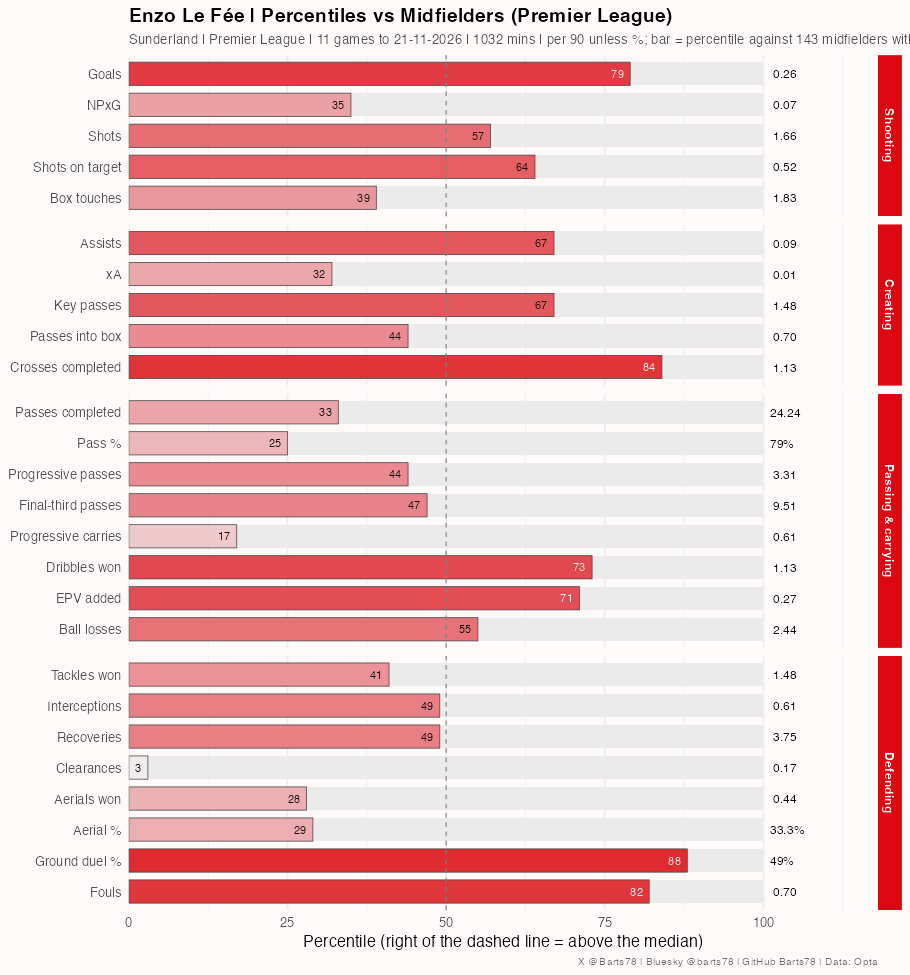 Enzo Le Fée I Percentiles vs Midfielders (Premier League)
Sunderland I Premier League I 11 games to 21-11-2026 I 1032 mins I per 90 unless %; bar = percentile against 143 midfielders
Shooting
Goals 79 0.26
NPxG 35 0.07
Shots 57 1.66
Shots on target 64 0.52
Box touches 39 1.83
Creating
Assists 67 0.09
xA 32 0.01
Key passes 67 1.48
Passes into box 44 0.70
Crosses completed 84 1.13
Passing & carrying
Passes completed 33 24.24
Pass % 25 79%
Progressive passes 44 3.31
Final-third passes 47 9.51
Progressive carries 17 0.61
Dribbles won 73 1.13
EPV added 71 0.27
Ball losses 55 2.44
Defending
Tackles won 41 1.48
Interceptions 49 0.61
Recoveries 49 3.75
Clearances 3 0.17
Aerials won 28 0.44
Aerial % 29 33.3%
Ground duel % 88 49%
Fouls 82 0.70
0 25 50 75 100
Percentile (right of the dashed line = above the median)
X @Barts78 I Bluesky @barts78 I GitHub Barts78 I Data: Opta